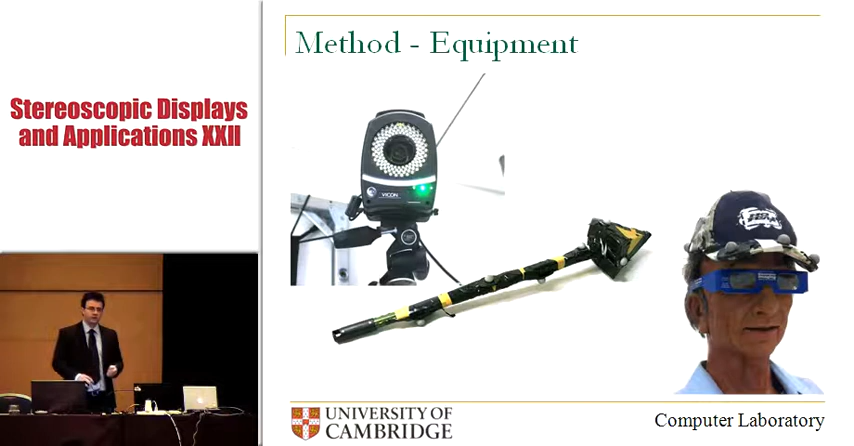 Stereoscopic Displays
and Applications XXII
Method - Equipment
VICON
UNIVERSITY OF
CAMBRIDGE
Computer Laboratory